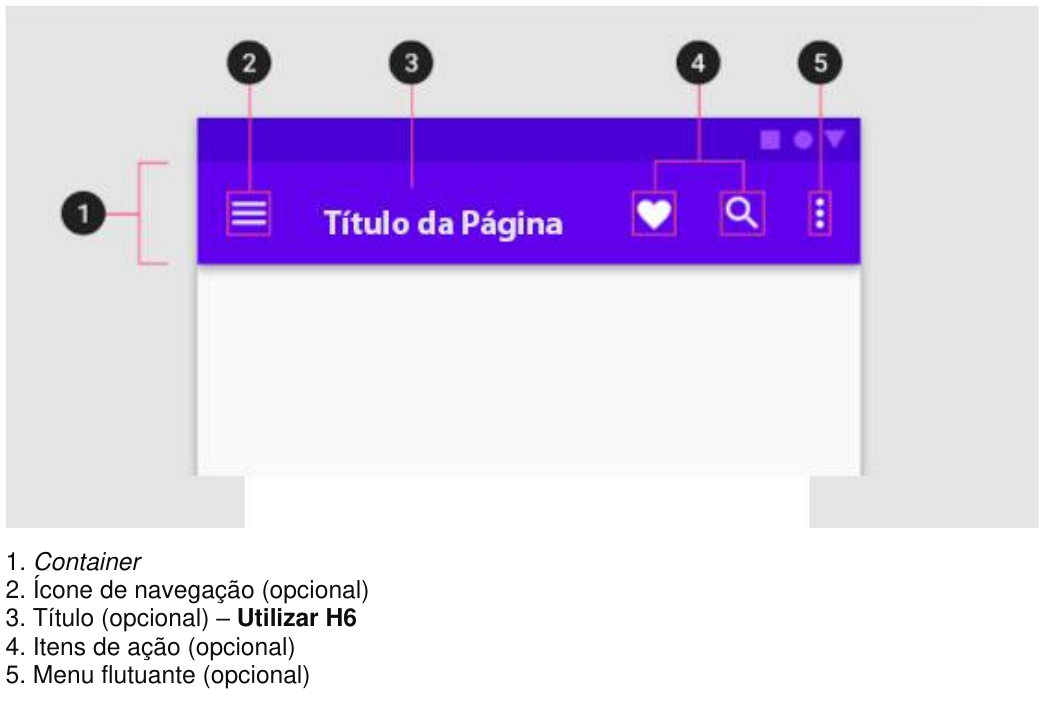 2 3 4 5
1
Título da Página
1. Container
2. Ícone de navegação (opcional)
3. Título (opcional) – Utilizar H6
4. Itens de ação (opcional)
5. Menu flutuante (opcional)